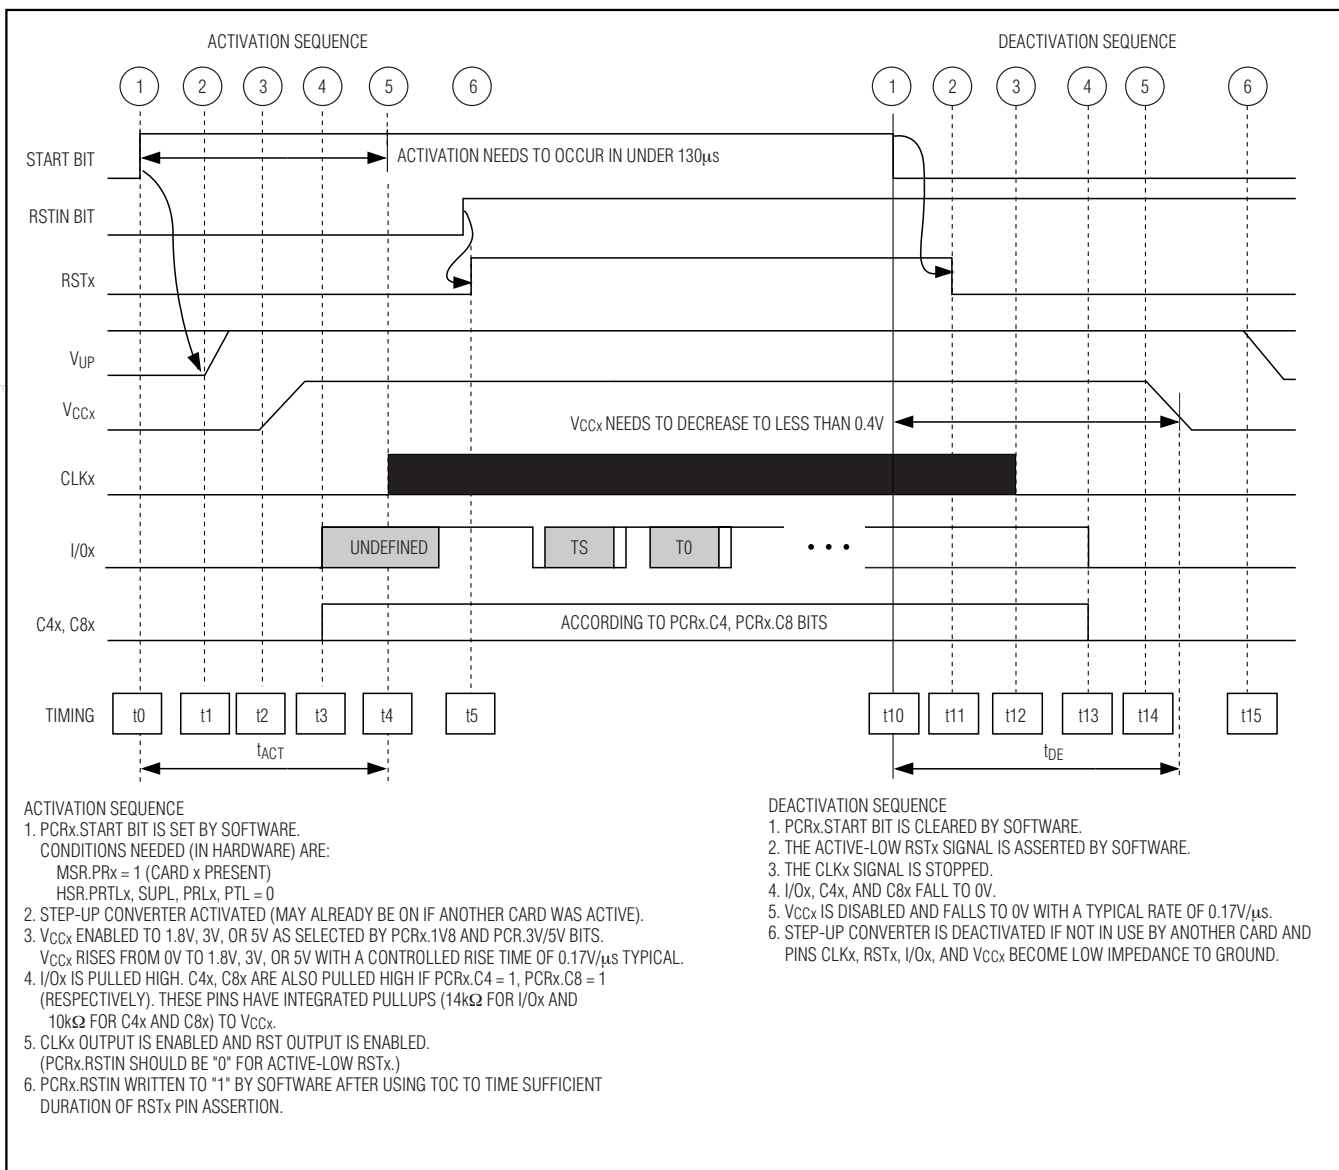 ACTIVATION SEQUENCE
DEACTIVATION SEQUENCE
1 2 3 4 5 6
1 2 3 4 5 6
START BIT
ACTIVATION NEEDS TO OCCUR IN UNDER 130μs
RSTIN BIT
RSTx
VUP
VCCx
VCCx NEEDS TO DECREASE TO LESS THAN 0.4V
CLKx
I/0x
UNDEFINED
TS
T0
• • •
C4x, C8x
ACCORDING TO PCRx.C4, PCRx.C8 BITS
TIMING
t0 t1 t2 t3 t4 t5
t10 t11 t12 t13 t14 t15
tACT
tDE
ACTIVATION SEQUENCE
1. PCRx.START BIT IS SET BY SOFTWARE.
CONDITIONS NEEDED (IN HARDWARE) ARE:
MSR.PRx = 1 (CARD x PRESENT)
HSR.PRTLx, SUPL, PRLx, PTL = 0
2. STEP-UP CONVERTER ACTIVATED (MAY ALREADY BE ON IF ANOTHER CARD WAS ACTIVE).
3. VCCx ENABLED TO 1.8V, 3V, OR 5V AS SELECTED BY PCRx.1V8 AND PCR.3V/5V BITS.
VCCx RISES FROM 0V TO 1.8V, 3V, OR 5V WITH A CONTROLLED RISE TIME OF 0.17V/μs TYPICAL.
4. I/0x IS PULLED HIGH. C4x, C8x ARE ALSO PULLED HIGH IF PCRx.C4 = 1, PCRx.C8 = 1
(RESPECTIVELY). THESE PINS HAVE INTEGRATED PULLUPS (14kΩ FOR I/Ox AND
10kΩ FOR C4x AND C8x) TO VCCx.
5. CLKx OUTPUT IS ENABLED AND RST OUTPUT IS ENABLED.
(PCRx.RSTIN SHOULD BE "0" FOR ACTIVE-LOW RSTx.)
6. PCRx.RSTIN WRITTEN TO "1" BY SOFTWARE AFTER USING TOC TO TIME SUFFICIENT
DURATION OF RSTx PIN ASSERTION.
DEACTIVATION SEQUENCE
1. PCRx.START BIT IS CLEARED BY SOFTWARE.
2. THE ACTIVE-LOW RSTx SIGNAL IS ASSERTED BY SOFTWARE.
3. THE CLKx SIGNAL IS STOPPED.
4. I/Ox, C4x, AND C8x FALL TO 0V.
5. VCCx IS DISABLED AND FALLS TO 0V WITH A TYPICAL RATE OF 0.17V/μs.
6. STEP-UP CONVERTER IS DEACTIVATED IF NOT IN USE BY ANOTHER CARD AND
PINS CLKx, RSTx, I/Ox, AND VCCx BECOME LOW IMPEDANCE TO GROUND.